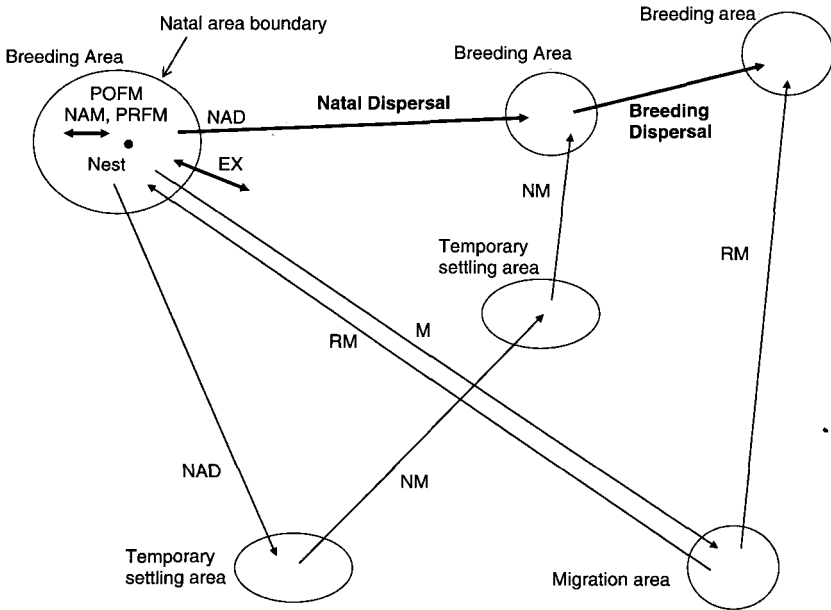 Natal area boundary
Breeding Area
POFM
NAM, PRFM
Nest
NAD
Natal Dispersal
EX
Breeding Area
Breeding area
Breeding
Dispersal
NM
Temporary
settling area
RM
M
RM
NAD
NM
Temporary
settling area
Migration area